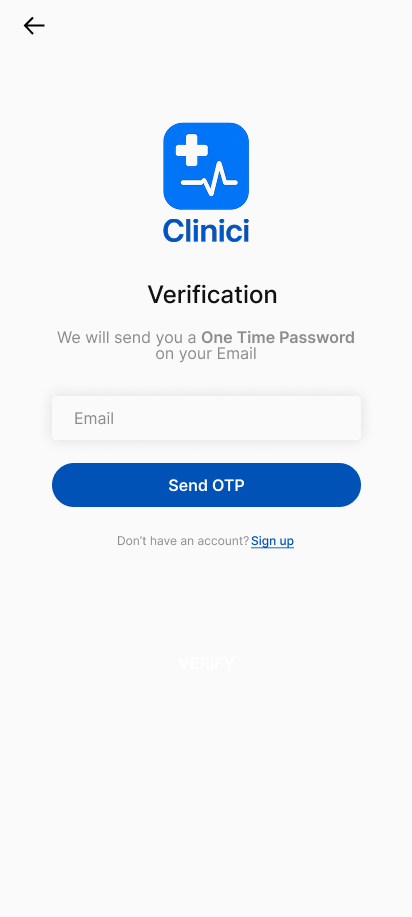 Clinici
Verification
We will send you a One Time Password
on your Email
Email
Send OTP
Don't have an account? Sign up
VERIFY